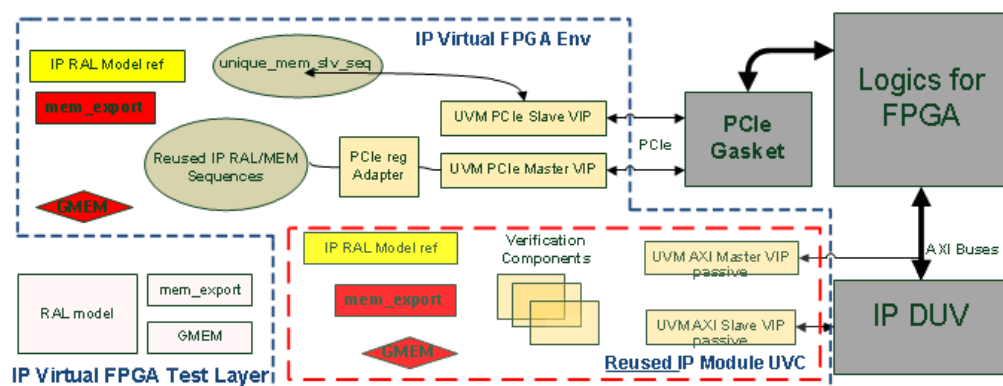 IP Virtual FPGA Env
IP RAL Model ref
mem_export
unique_mem_slv_seq
UVM PCIe Slave VIP
Reused IP RAL/MEM
Sequences
PCIe reg
Adapter
UVM PCIe Master VIP
PCIe
PCIe
Gasket
Logics for
FPGA
GMEM
IP RAL Model ref
mem_export
GMEM
Verification
Components
UVM AXI Master VIP
passive
UVM AXI Slave VIP
passive
AXI Buses
IP DUV
Reused IP Module UVC
RAL model
mem_export
GMEM
IP Virtual FPGA Test Layer